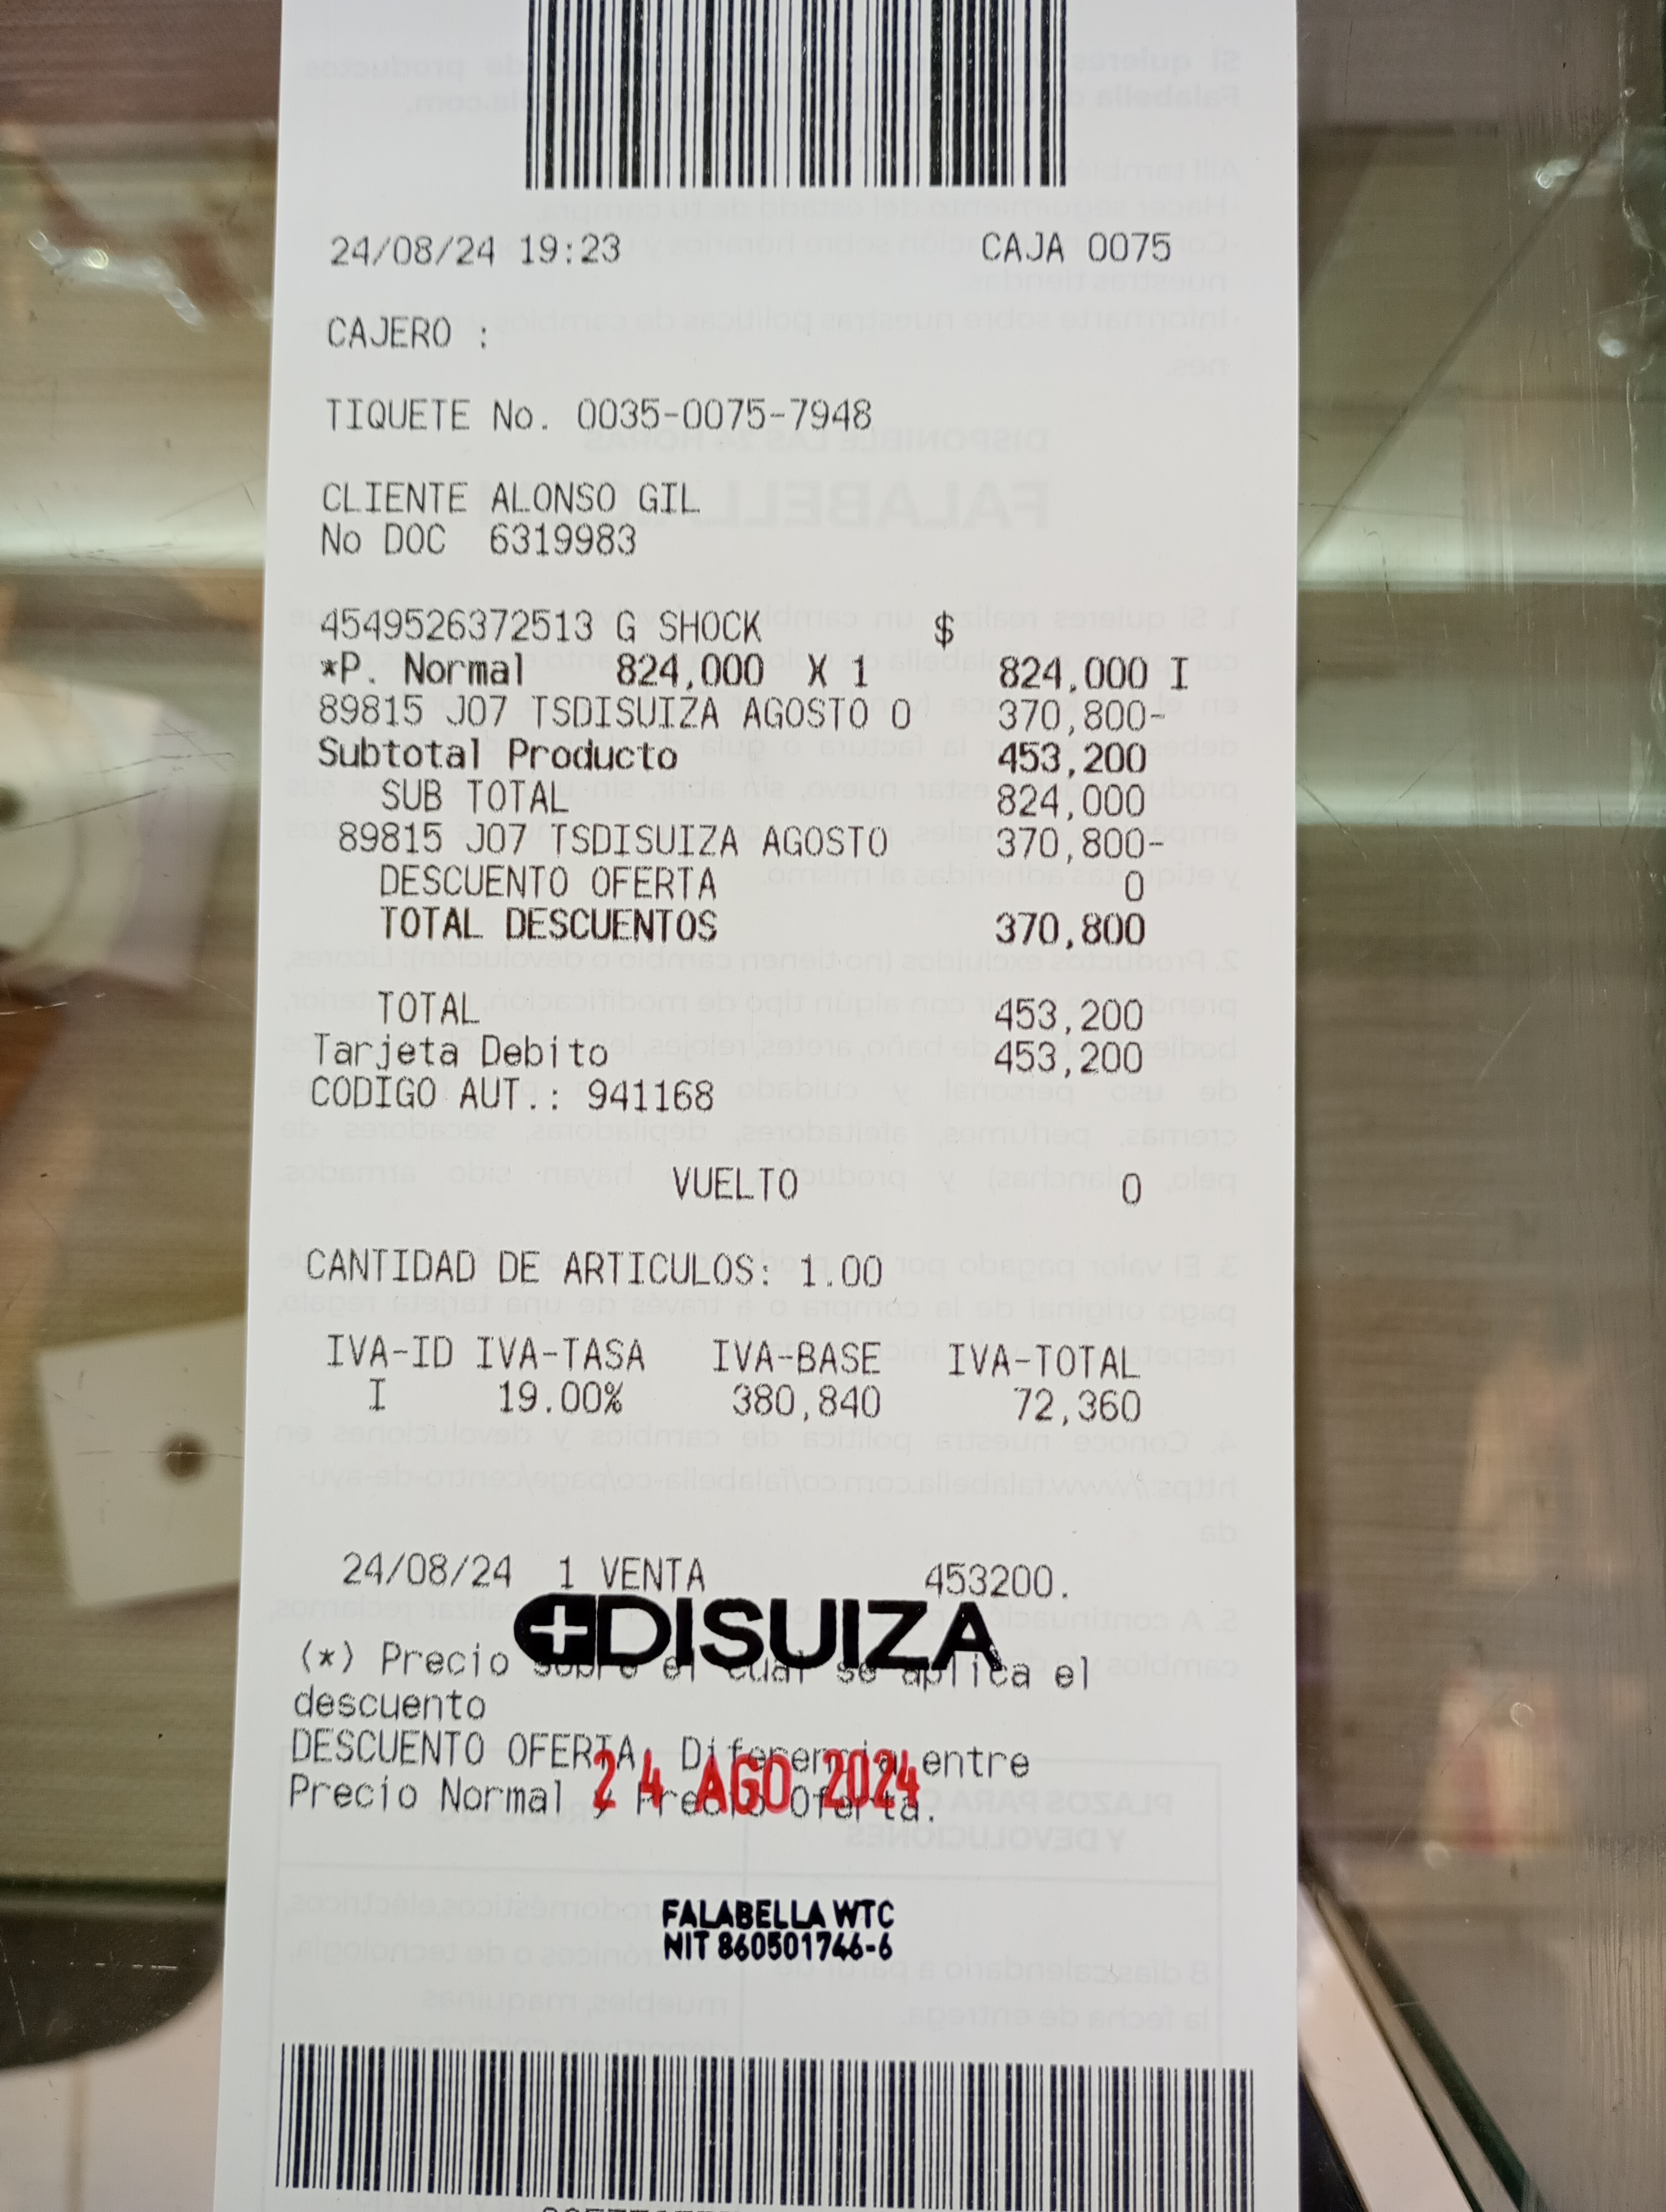 24/08/24 19:23 CAJA 0075
CAJERO :
TIQUETE No. 0035-0075-7948
CLIENTE ALONSO GIL
No DOC 6319983
4549526372513 G SHOCK $
*P. Normal 824,000 X 1 824,000 I
89815 J07 TSDISUIZA AGOSTO O 370,800-
Subtotal Producto 453,200
SUB TOTAL 824,000
89815 J07 TSDISUIZA AGOSTO 370,800-
DESCUENTO OFERTA 0
TOTAL DESCUENTOS 370,800
TOTAL 453,200
Tarjeta Debito 453,200
CODIGO AUT.: 941168
VUELTO 0
CANTIDAD DE ARTICULOS: 1.00
IVA-ID IVA-TASA IVA-BASE IVA-TOTAL
I 19.00% 380,840 72,360
24/08/24 1 VENTA 453200.
DISUIZA
(*) Precio sobre el cual se aplica el
descuento
DESCUENTO OFERTA: Diferencia entre
Precio Normal y Precio Oferta.
24 AGO 2024
FALABELLA WTC
NIT 860501746-6